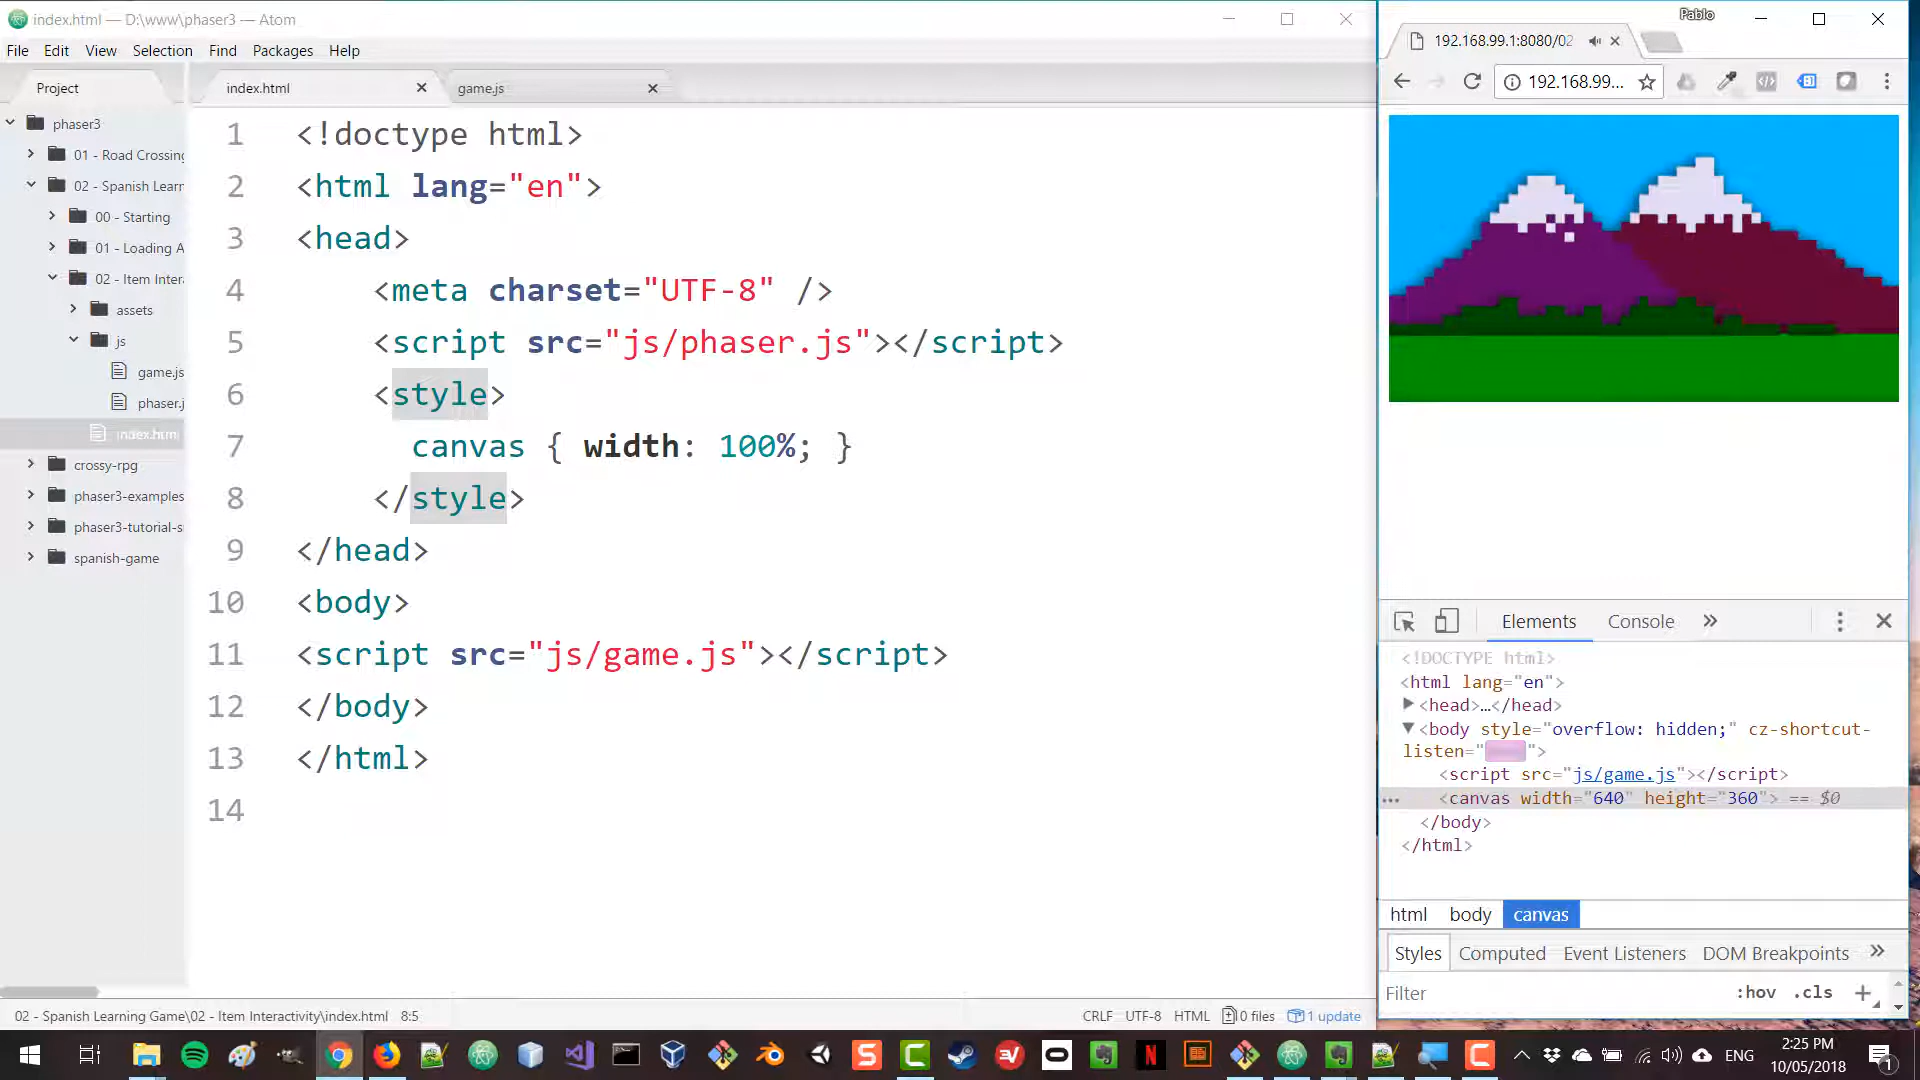 index.html — D:\www\phaser3 — Atom
File Edit View Selection Find Packages Help
Project
index.html
game.js
phaser3
01 - Road Crossing
02 - Spanish Learn
00 - Starting
01 - Loading A
02 - Item Inter
assets
js
game.js
phaser.j
index.htm
crossy-rpg
phaser3-examples
phaser3-tutorial-s
spanish-game
1 <!doctype html>
2 <html lang="en">
3 <head>
4 <meta charset="UTF-8" />
5 <script src="js/phaser.js"></script>
6 <style>
7 canvas { width: 100%; }
8 </style>
9 </head>
10 <body>
11 <script src="js/game.js"></script>
12 </body>
13 </html>
14
02 - Spanish Learning Game\02 - Item Interactivity\index.html 8:5
CRLF UTF-8 HTML 0 files 1 update
Pablo
192.168.99.1:8080/02
192.168.99...
Elements Console »
<!DOCTYPE html>
<html lang="en">
<head>…</head>
<body style="overflow: hidden;" cz-shortcut-
listen=" ">
<script src="js/game.js"></script>
... <canvas width="640" height="360"> == $0
</body>
</html>
html body canvas
Styles Computed Event Listeners DOM Breakpoints »
Filter :hov .cls +
ENG
2:25 PM
10/05/2018
1